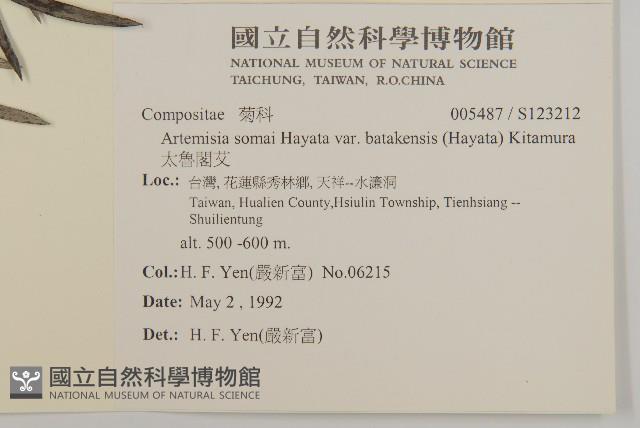 國立自然科學博物館
NATIONAL MUSEUM OF NATURAL SCIENCE
TAICHUNG, TAIWAN, R.O.CHINA
Compositae 菊科 005487 / S123212
Artemisia somai Hayata var. batakensis (Hayata) Kitamura
太魯閣艾
Loc.: 台灣, 花蓮縣秀林鄉, 天祥--水濂洞
Taiwan, Hualien County,Hsiulin Township, Tienhsiang --
Shuilientung
alt. 500 -600 m.
Col.: H. F. Yen(嚴新富) No.06215
Date: May 2 , 1992
Det.: H. F. Yen(嚴新富)
國立自然科學博物館
NATIONAL MUSEUM OF NATURAL SCIENCE